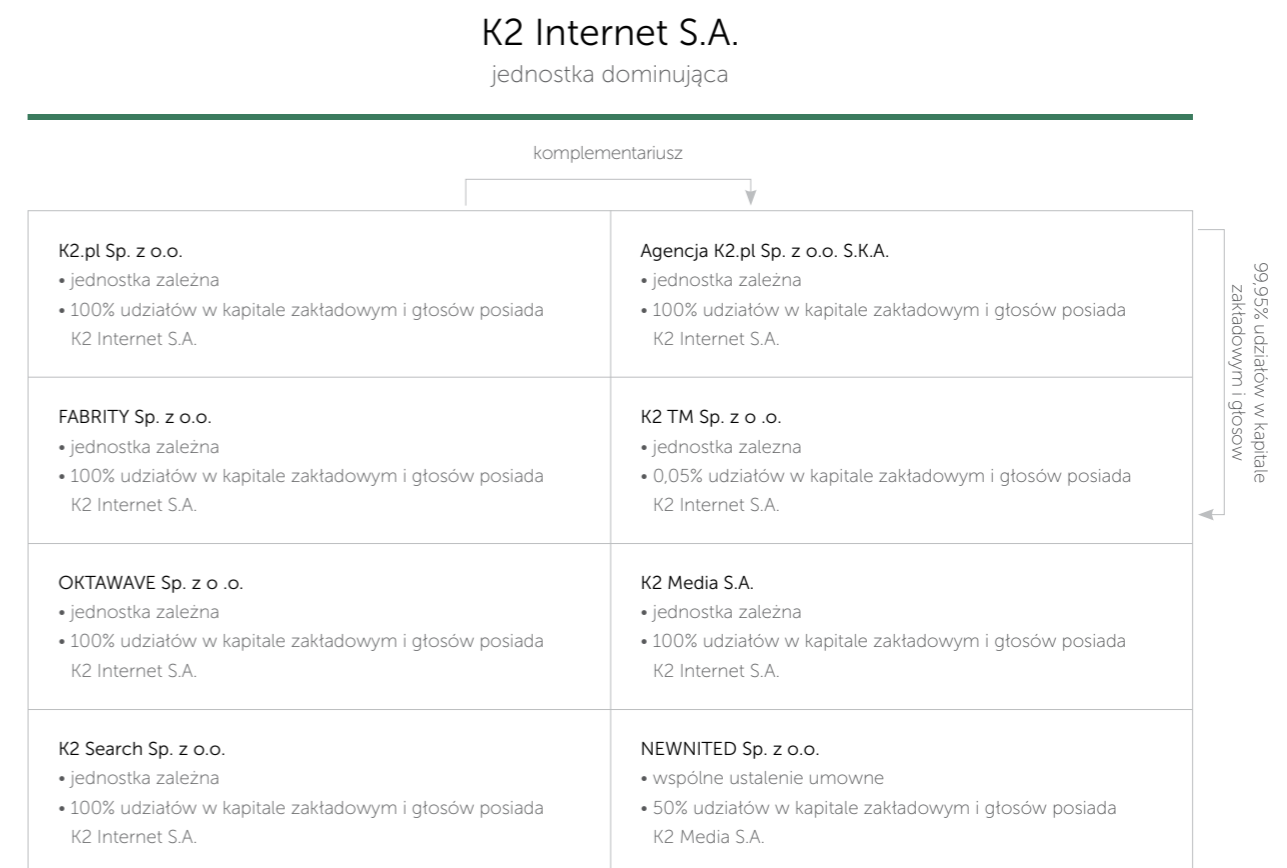 K2 Internet S.A.
jednostka dominująca
komplementariusz
K2.pl Sp. z o.o.
• jednostka zależna
• 100% udziałów w kapitale zakładowym i głosów posiada
K2 Internet S.A.
Agencja K2.pl Sp. z o.o. S.K.A.
• jednostka zależna
• 100% udziałów w kapitale zakładowym i głosów posiada
K2 Internet S.A.
99,95% udziałów w kapitale
zakładowym i głosow
FABRITY Sp. z o.o.
• jednostka zależna
• 100% udziałów w kapitale zakładowym i głosów posiada
K2 Internet S.A.
K2 TM Sp. z o .o.
• jednostka zalezna
• 0,05% udziałów w kapitale zakładowym i głosów posiada
K2 Internet S.A.
OKTAWAVE Sp. z o .o.
• jednostka zależna
• 100% udziałów w kapitale zakładowym i głosów posiada
K2 Internet S.A.
K2 Media S.A.
• jednostka zależna
• 100% udziałów w kapitale zakładowym i głosów posiada
K2 Internet S.A.
K2 Search Sp. z o.o.
• jednostka zależna
• 100% udziałów w kapitale zakładowym i głosów posiada
K2 Internet S.A.
NEWNITED Sp. z o.o.
• wspólne ustalenie umowne
• 50% udziałów w kapitale zakładowym i głosów posiada
K2 Media S.A.